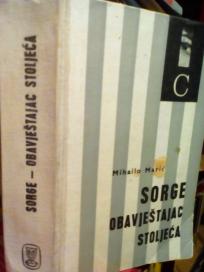 SORGE – OBAVJEŠTAJAC STOLJEĆA
C
Mihailo Marić
SORGE
OBAVJEŠTAJAC
STOLJEĆA